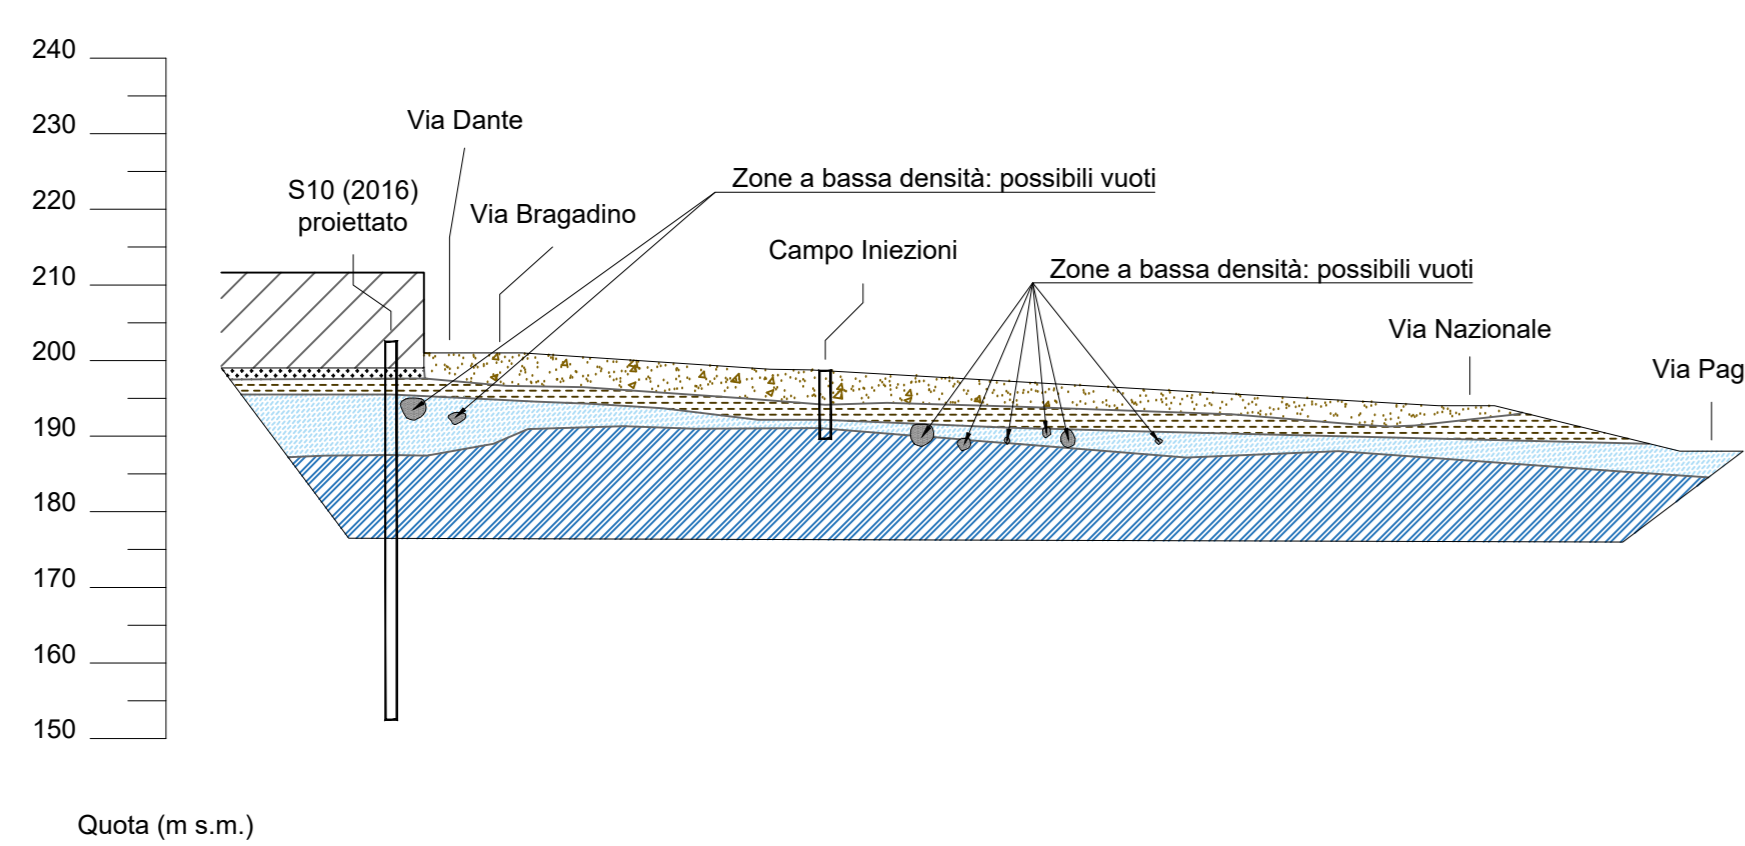 240
230
220
210
200
190
180
170
160
150
Quota (m s.m.)
Via Dante
S10 (2016)
proiettato
Via Bragadino
Zone a bassa densità: possibili vuoti
Campo Iniezioni
Zone a bassa densità: possibili vuoti
Via Nazionale
Via Pag